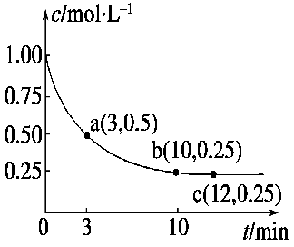 c/mol·L⁻¹
1.00
0.75
0.50
0.25
a(3,0.5)
b(10,0.25)
c(12,0.25)
0
3
10
t/min